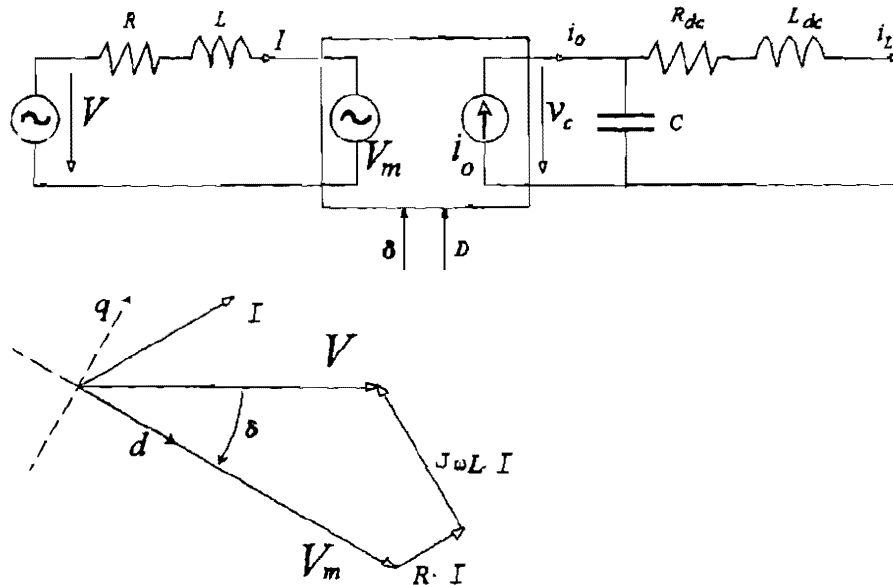 R L I
V
V_m
i_o
v_c
i_o
R_dc L_dc i_L
C
δ D
q
I
V
d
δ
JωL I
V_m
R· I